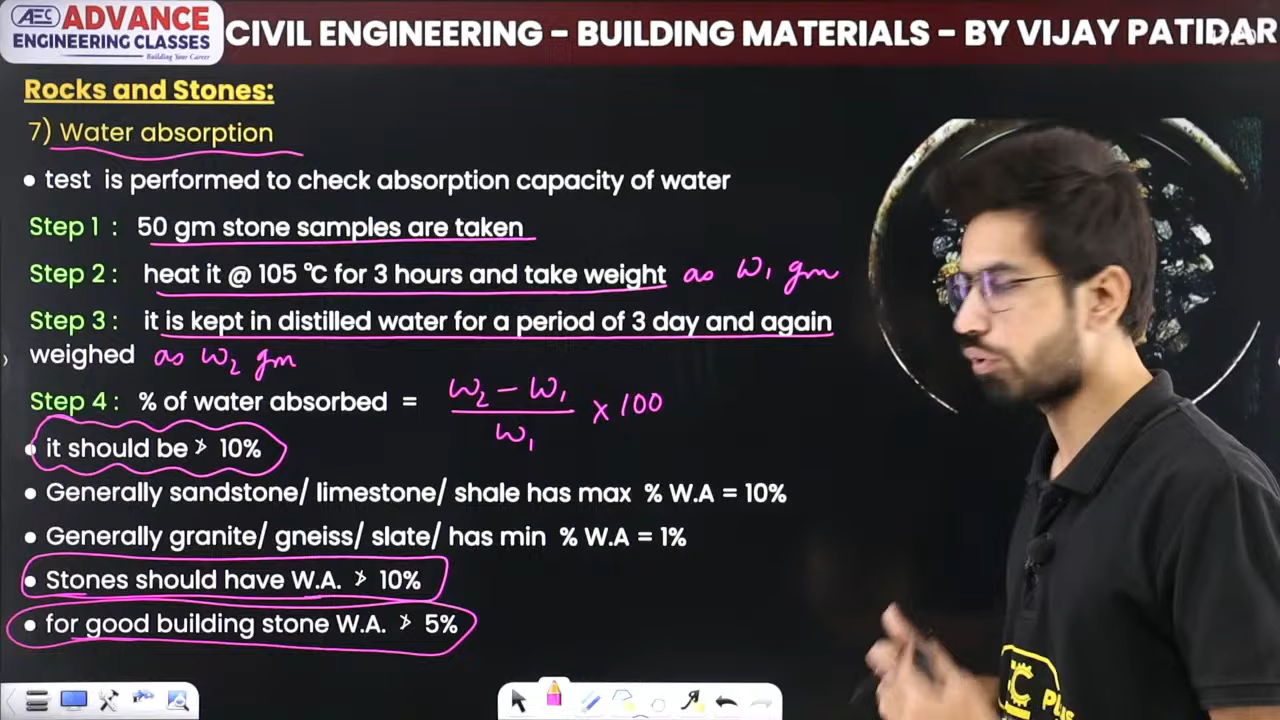 AEC ADVANCE
ENGINEERING CLASSES
Building Your Career
CIVIL ENGINEERING - BUILDING MATERIALS - BY VIJAY PATIDAR
Rocks and Stones:
7) Water absorption
• test is performed to check absorption capacity of water
Step 1 : 50 gm stone samples are taken
Step 2 : heat it @ 105 °C for 3 hours and take weight as W₁ gm
Step 3 : it is kept in distilled water for a period of 3 day and again
weighed as W₂ gm
Step 4 : % of water absorbed = (W₂ - W₁) / W₁ × 100
• it should be ≯ 10%
• Generally sandstone/ limestone/ shale has max % W.A = 10%
• Generally granite/ gneiss/ slate/ has min % W.A = 1%
• Stones should have W.A. ≯ 10%
• for good building stone W.A. ≯ 5%